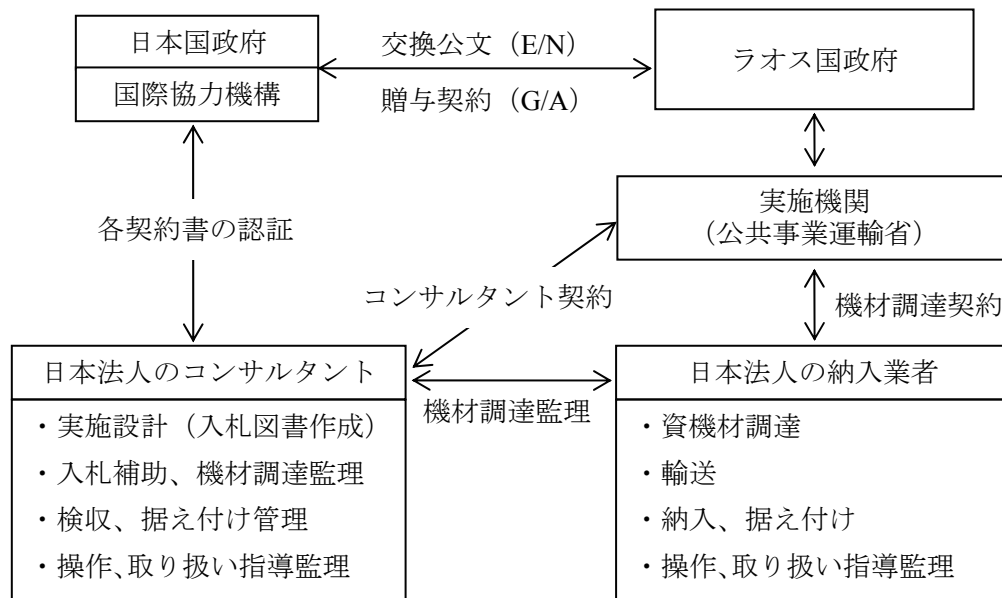 日本国政府
国際協力機構
交換公文（E/N）
贈与契約（G/A）
ラオス国政府
実施機関
（公共事業運輸省）
各契約書の認証
コンサルタント契約
機材調達契約
日本法人のコンサルタント
・実施設計（入札図書作成）
・入札補助、機材調達監理
・検収、据え付け管理
・操作、取り扱い指導監理
機材調達監理
日本法人の納入業者
・資機材調達
・輸送
・納入、据え付け
・操作、取り扱い指導監理